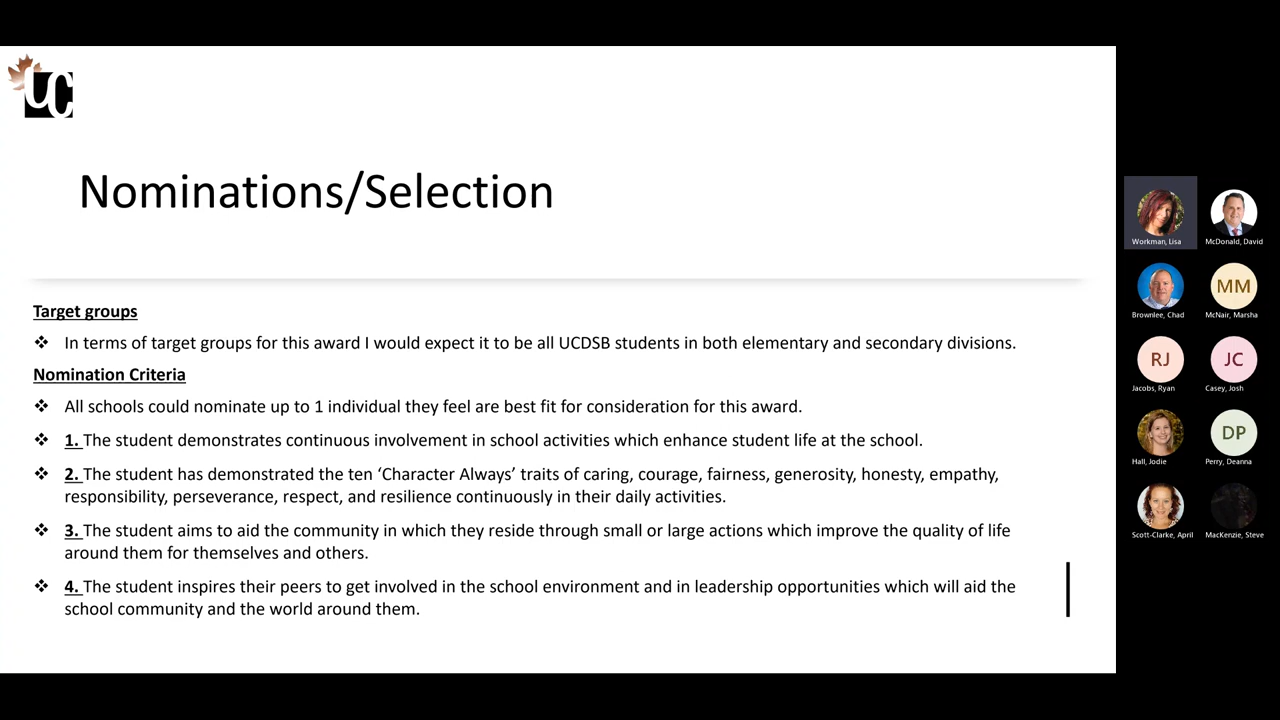 UC
Nominations/Selection
Target groups
❖ In terms of target groups for this award I would expect it to be all UCDSB students in both elementary and secondary divisions.
Nomination Criteria
❖ All schools could nominate up to 1 individual they feel are best fit for consideration for this award.
❖ 1. The student demonstrates continuous involvement in school activities which enhance student life at the school.
❖ 2. The student has demonstrated the ten ‘Character Always’ traits of caring, courage, fairness, generosity, honesty, empathy,
responsibility, perseverance, respect, and resilience continuously in their daily activities.
❖ 3. The student aims to aid the community in which they reside through small or large actions which improve the quality of life
around them for themselves and others.
❖ 4. The student inspires their peers to get involved in the school environment and in leadership opportunities which will aid the
school community and the world around them.
Workman, Lisa
McDonald, David
MM
Brownlee, Chad
McNair, Marsha
RJ
JC
Jacobs, Ryan
Casey, Josh
DP
Hall, Jodie
Perry, Deanna
Scott-Clarke, April
MacKenzie, Steve